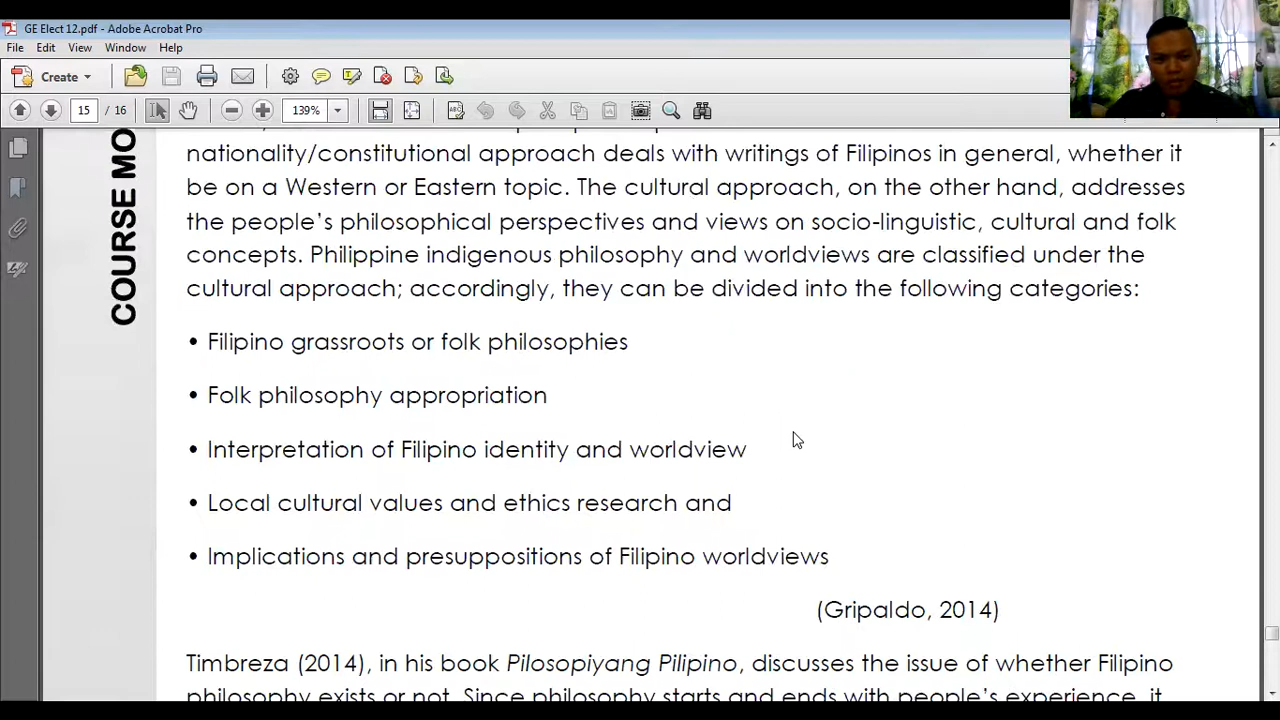 GE Elect 12.pdf - Adobe Acrobat Pro
File Edit View Window Help
Create
15 / 16 139%
nationality/constitutional approach deals with writings of Filipinos in general, whether it
be on a Western or Eastern topic. The cultural approach, on the other hand, addresses
the people's philosophical perspectives and views on socio-linguistic, cultural and folk
concepts. Philippine indigenous philosophy and worldviews are classified under the
cultural approach; accordingly, they can be divided into the following categories:
• Filipino grassroots or folk philosophies
• Folk philosophy appropriation
• Interpretation of Filipino identity and worldview
• Local cultural values and ethics research and
• Implications and presuppositions of Filipino worldviews
(Gripaldo, 2014)
Timbreza (2014), in his book Pilosopiyang Pilipino, discusses the issue of whether Filipino
philosophy exists or not. Since philosophy starts and ends with people's experience, it
COURSE MO